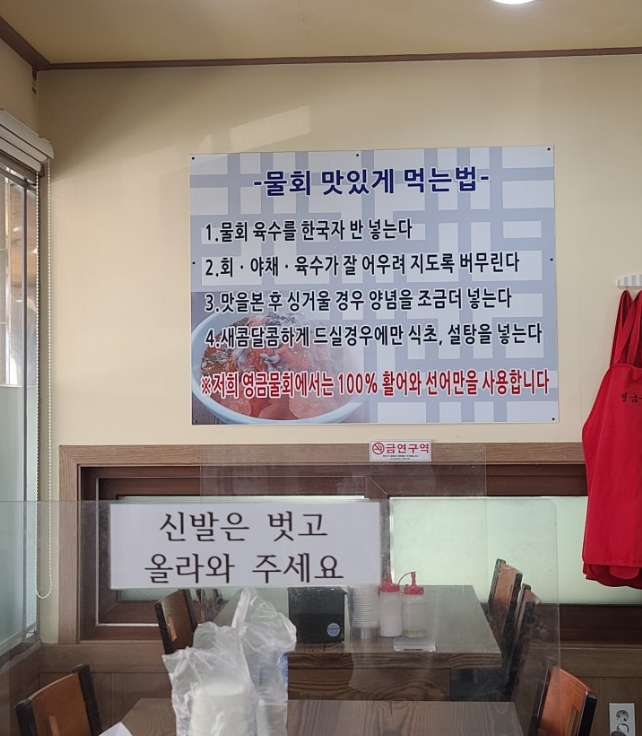 -물회 맛있게 먹는법-
1.물회 육수를 한국자 반 넣는다
2.회·야채·육수가 잘 어우려 지도록 버무린다
3.맛을본 후 싱거울 경우 양념을 조금더 넣는다
4.새콤달콤하게 드실경우에만 식초, 설탕을 넣는다
※저희 영금물회에서는 100% 활어와 선어만을 사용합니다
금연구역
신발은 벗고
올라와 주세요